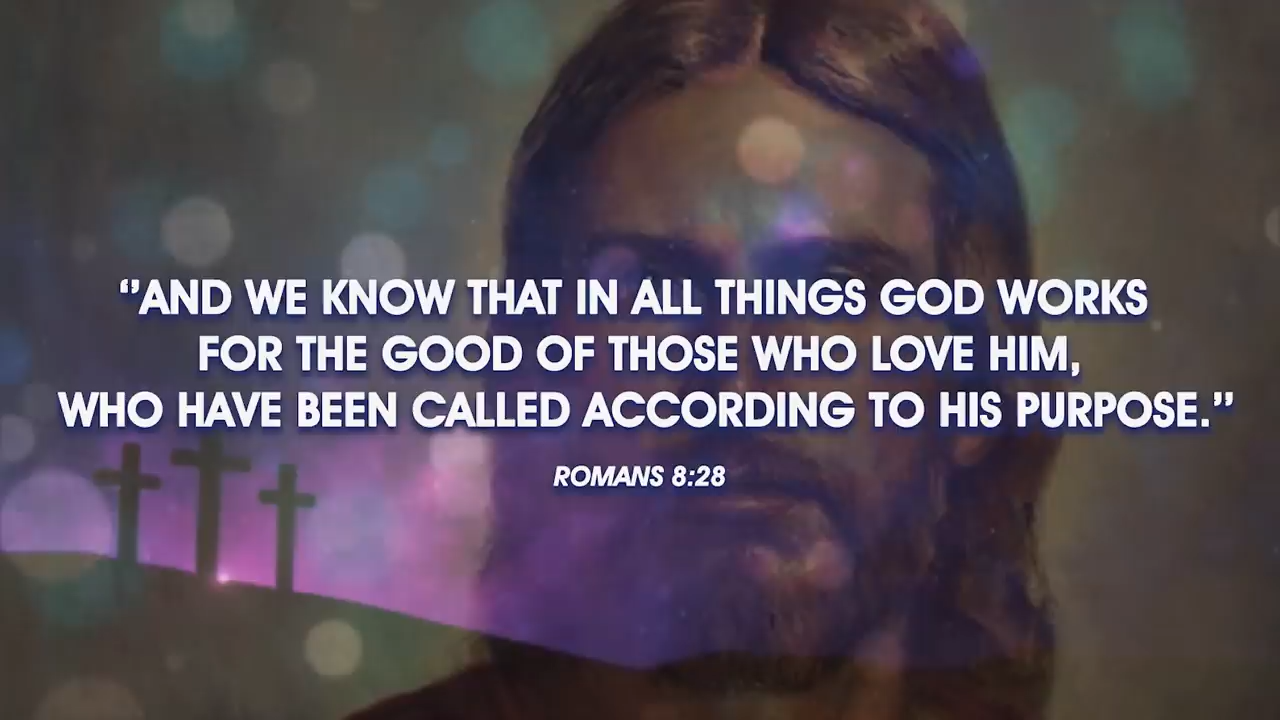 “AND WE KNOW THAT IN ALL THINGS GOD WORKS
FOR THE GOOD OF THOSE WHO LOVE HIM,
WHO HAVE BEEN CALLED ACCORDING TO HIS PURPOSE.”
ROMANS 8:28